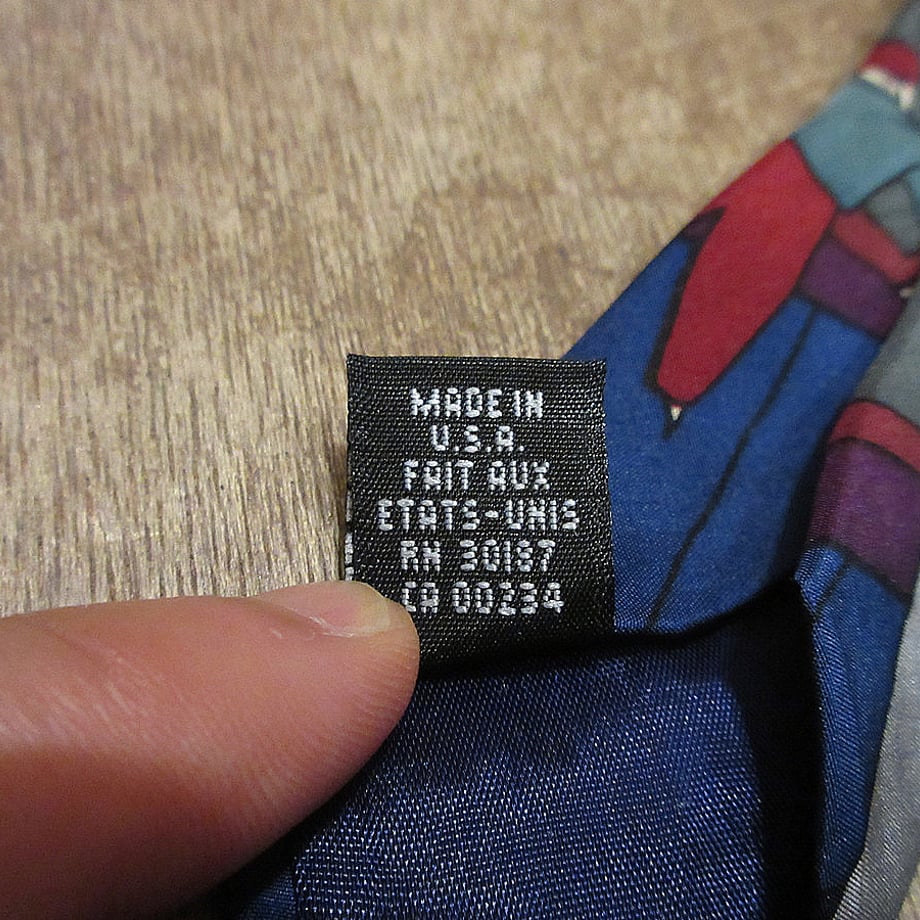 MADE IN
U.S.A.
FAIT AUX
ETATS-UNIS
RN 30187
CA 00234